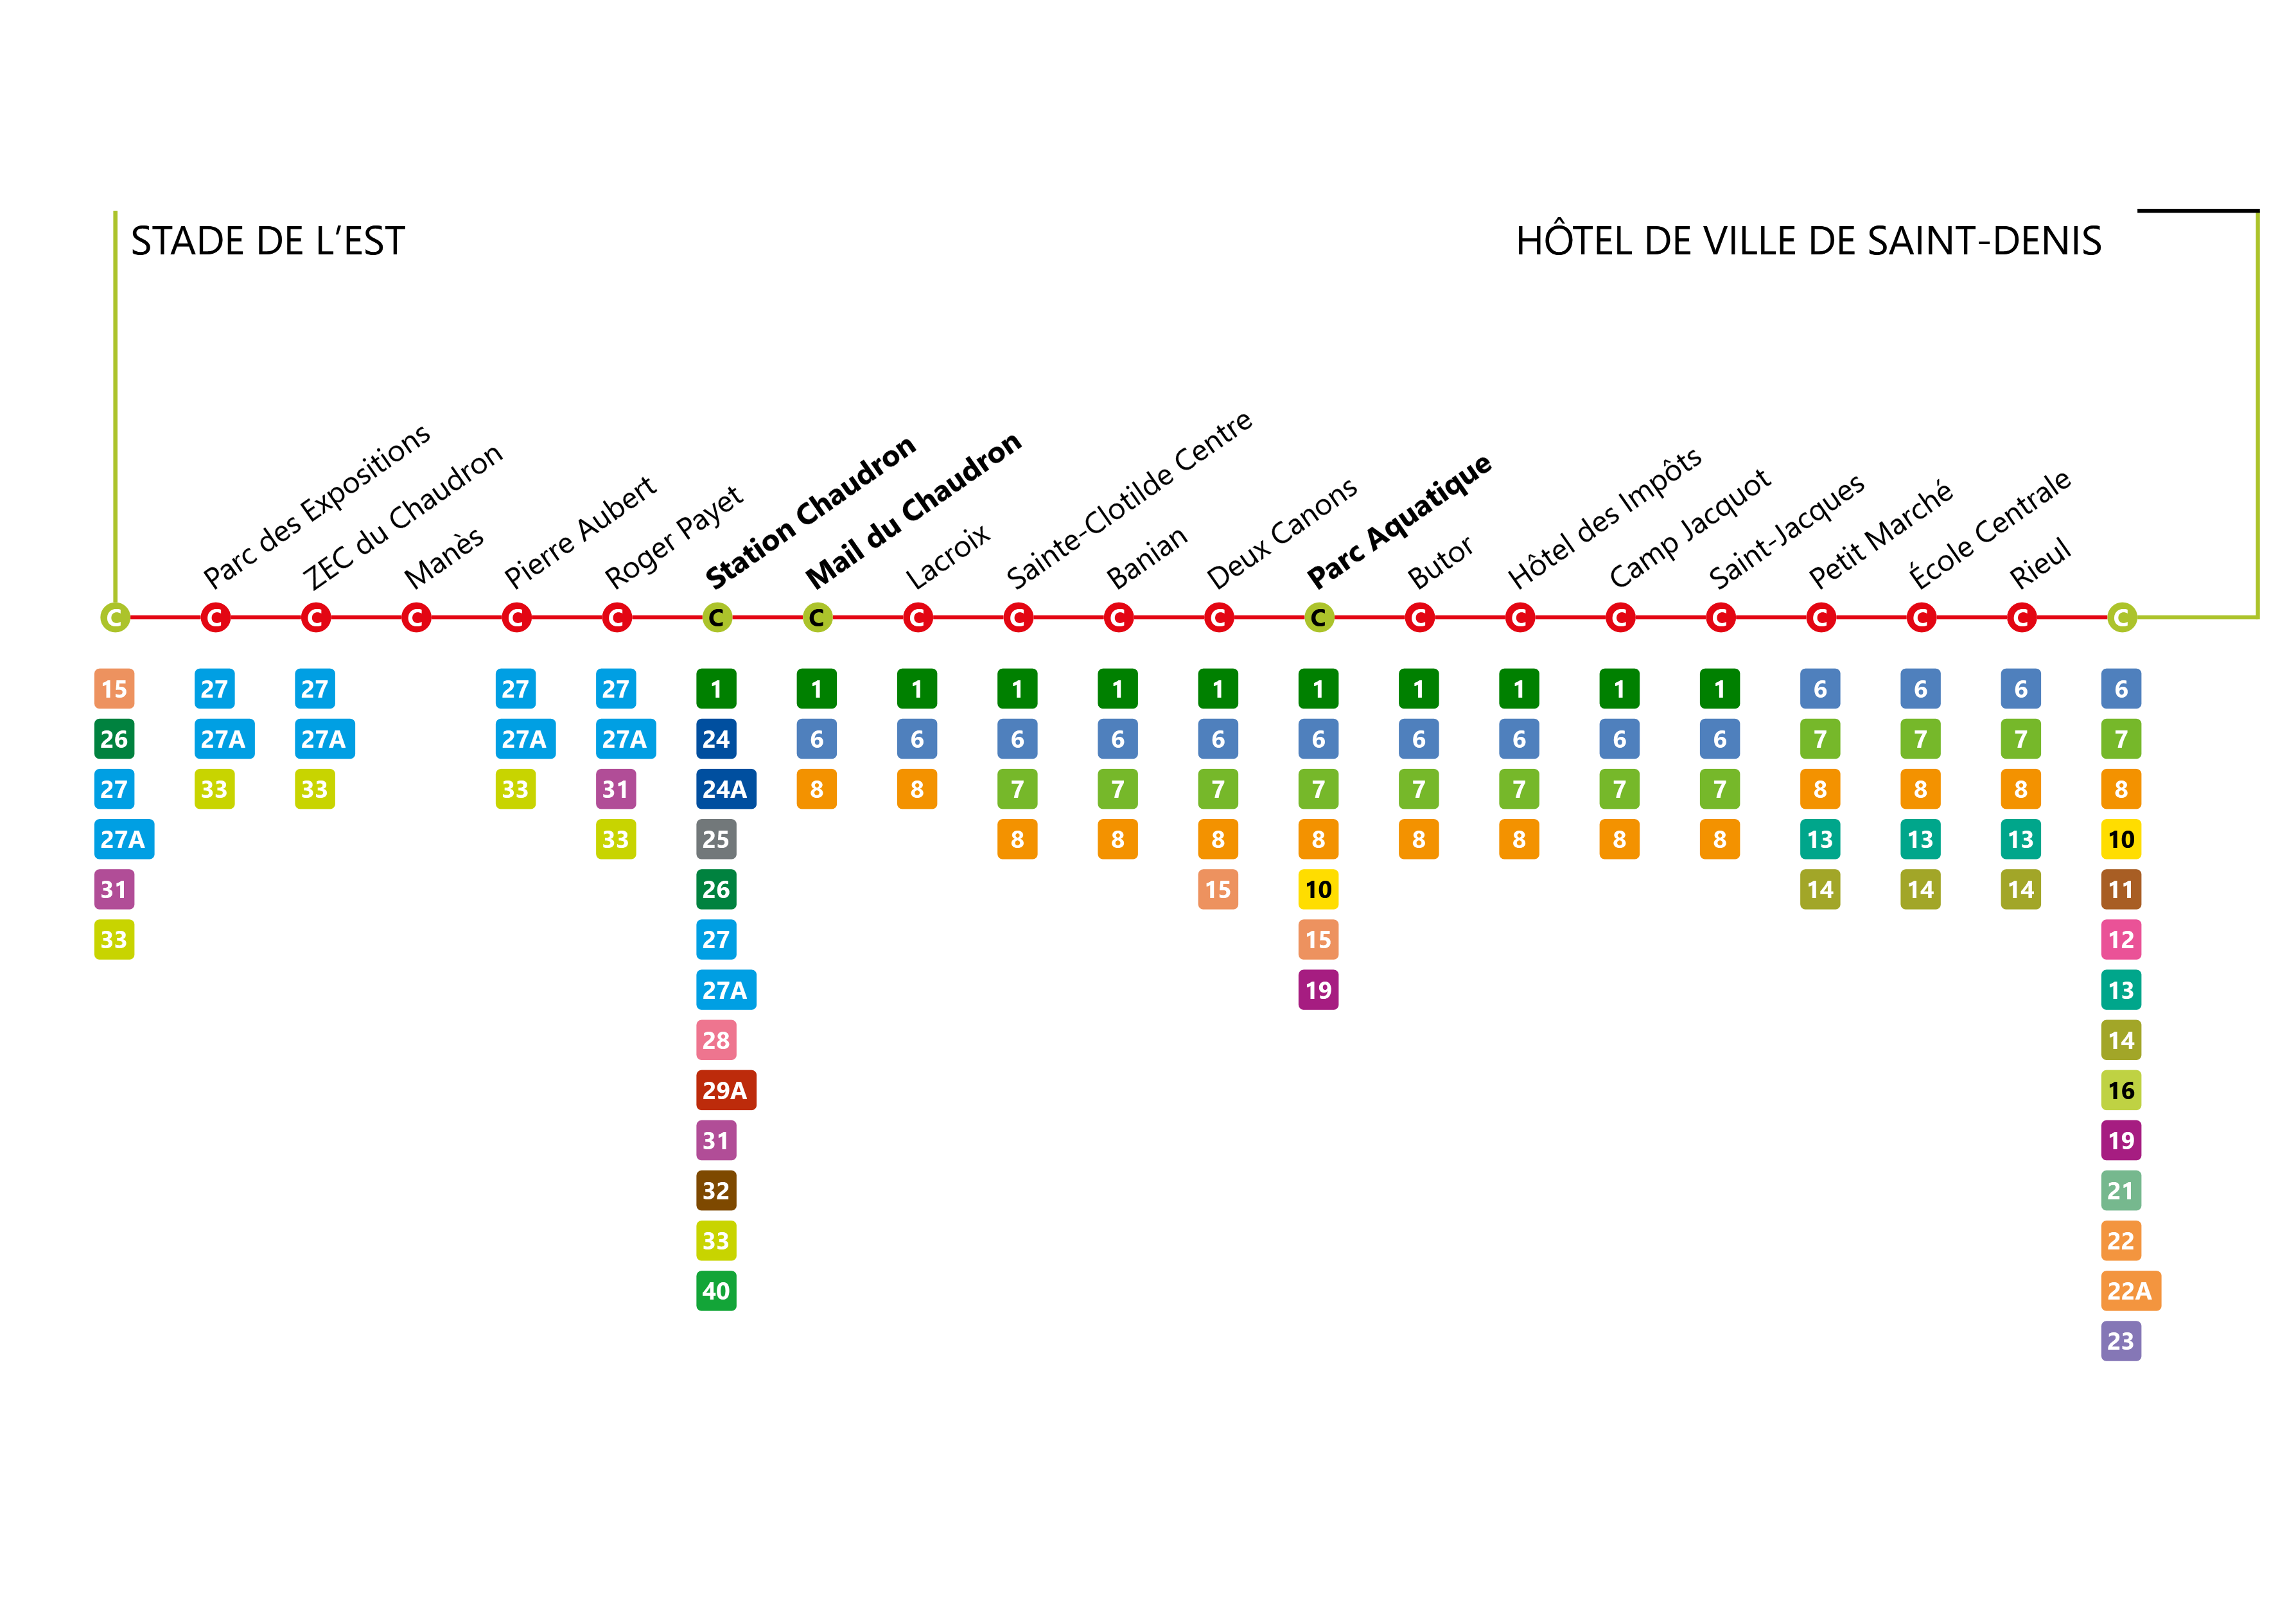 STADE DE L’EST
HÔTEL DE VILLE DE SAINT-DENIS
Parc des Expositions
ZEC du Chaudron
Manès
Pierre Aubert
Roger Payet
Station Chaudron
Mail du Chaudron
Lacroix
Sainte-Clotilde Centre
Banian
Deux Canons
Parc Aquatique
Butor
Hôtel des Impôts
Camp Jacquot
Saint-Jacques
Petit Marché
École Centrale
Rieul
C C C C C C C C C C C C C C C C C C C C C
15 27 27 27 27 1 1 1 1 1 1 1 1 1 1 1 6 6 6 6
26 27A 27A 27A 27A 24 6 6 6 6 6 6 6 6 6 6 7 7 7 7
27 33 33 33 31 24A 8 8 7 7 7 7 7 7 7 7 8 8 8 8
27A 33 25 8 8 8 8 8 8 8 8 13 13 13 10
31 26 15 10 14 14 14 11
33 27 15 12
27A 19 13
28 14
29A 16
31 19
32 21
33 22
40 22A
23